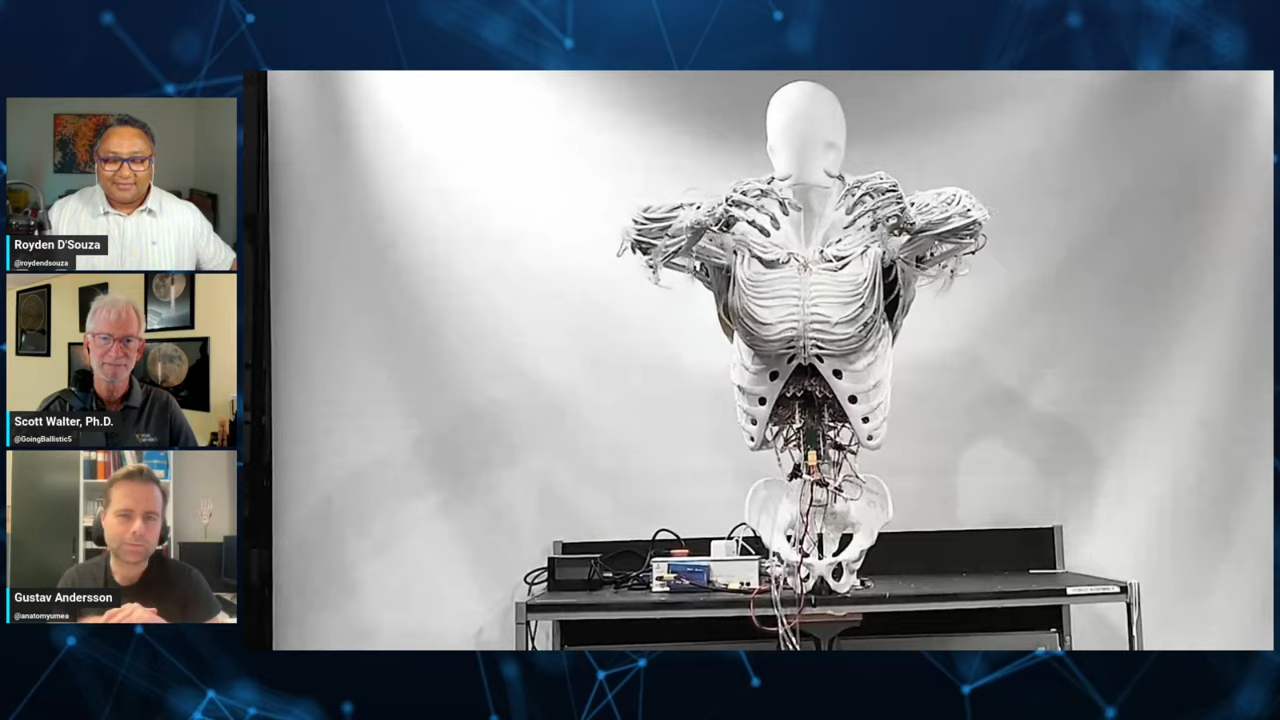 Royden D'Souza
@roydendsouza
Scott Walter, Ph.D.
@GoingBallistic5
Gustav Andersson
@anatomyumea